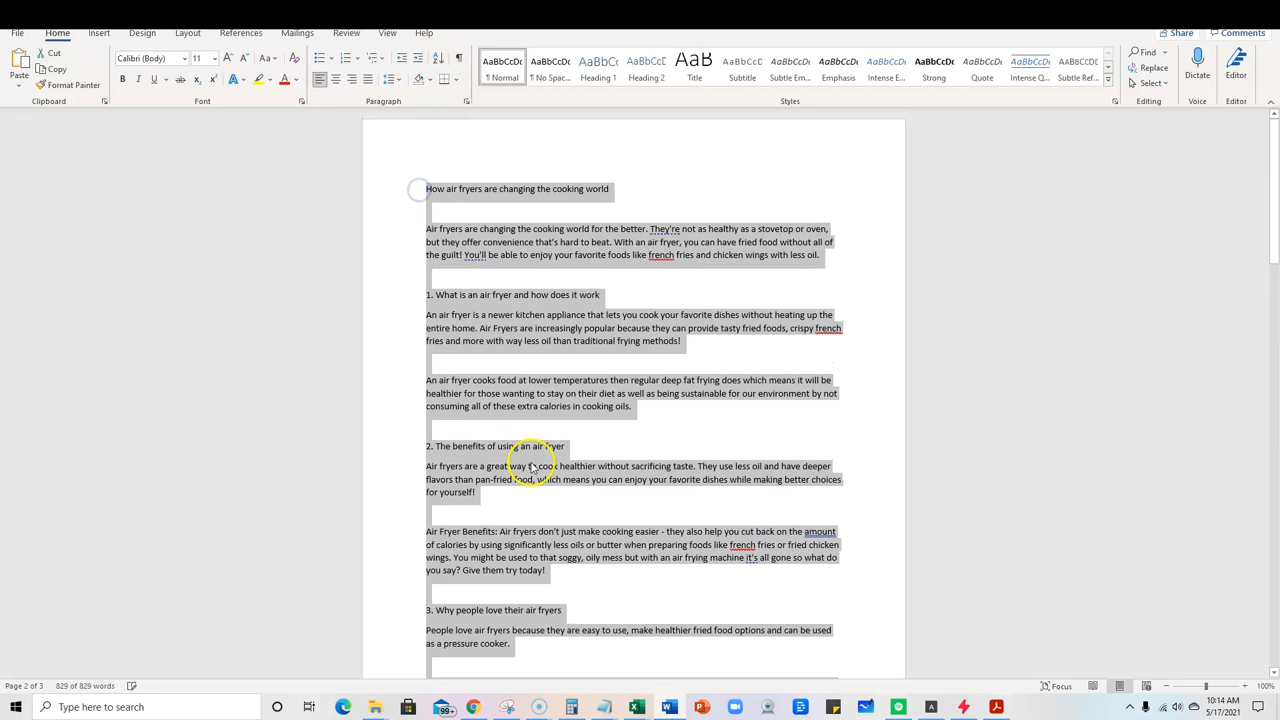 File Home Insert Design Layout References Mailings Review View Help Share Comments
Cut
Copy
Format Painter
Paste
Calibri (Body) 11
Find
Replace
Select
Dictate
Editor
AaBbCcDc AaBbCcDc AaBbCc AaBbCcD AaB AaBbCcD AaBbCcDc AaBbCcDc AaBbCcDc AaBbCcDc AaBbCcDc AaBbCcDc AaBbCcDc
¶ Normal ¶ No Spac... Heading 1 Heading 2 Title Subtitle Subtle Em... Emphasis Intense E... Strong Quote Intense Q... Subtle Ref...
Clipboard Font Paragraph Styles Editing Voice Editor
How air fryers are changing the cooking world
Air fryers are changing the cooking world for the better. They're not as healthy as a stovetop or oven,
but they offer convenience that's hard to beat. With an air fryer, you can have fried food without all of
the guilt! You'll be able to enjoy your favorite foods like french fries and chicken wings with less oil.
1. What is an air fryer and how does it work
An air fryer is a newer kitchen appliance that lets you cook your favorite dishes without heating up the
entire home. Air Fryers are increasingly popular because they can provide tasty fried foods, crispy french
fries and more with way less oil than traditional frying methods!
An air fryer cooks food at lower temperatures then regular deep fat frying does which means it will be
healthier for those wanting to stay on their diet as well as being sustainable for our environment by not
consuming all of these extra calories in cooking oils.
2. The benefits of using an air fryer
Air fryers are a great way to cook healthier without sacrificing taste. They use less oil and have deeper
flavors than pan-fried food, which means you can enjoy your favorite dishes while making better choices
for yourself!
Air Fryer Benefits: Air fryers don't just make cooking easier - they also help you cut back on the amount
of calories by using significantly less oils or butter when preparing foods like french fries or fried chicken
wings. You might be used to that soggy, oily mess but with an air frying machine it's all gone so what do
you say? Give them try today!
3. Why people love their air fryers
People love air fryers because they are easy to use, make healthier fried food options and can be used
as a pressure cooker.
Page 2 of 3 829 of 829 words Focus 100%
Type here to search
99+
10:14 AM
5/17/2021